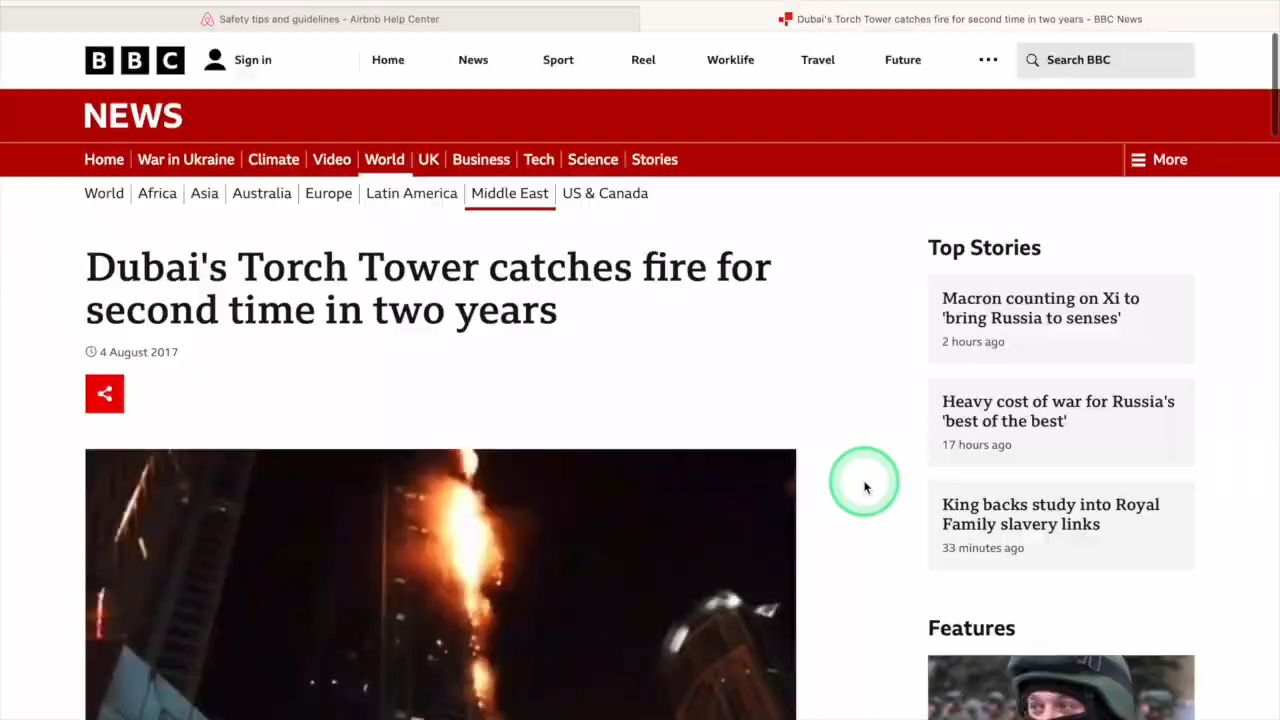 Safety tips and guidelines - Airbnb Help Center
Dubai's Torch Tower catches fire for second time in two years - BBC News
BBC
Sign in
Home
News
Sport
Reel
Worklife
Travel
Future
Search BBC
NEWS
Home
War in Ukraine
Climate
Video
World
UK
Business
Tech
Science
Stories
More
World
Africa
Asia
Australia
Europe
Latin America
Middle East
US & Canada
Dubai's Torch Tower catches fire for
second time in two years
4 August 2017
Top Stories
Macron counting on Xi to
'bring Russia to senses'
2 hours ago
Heavy cost of war for Russia's
'best of the best'
17 hours ago
King backs study into Royal
Family slavery links
33 minutes ago
Features